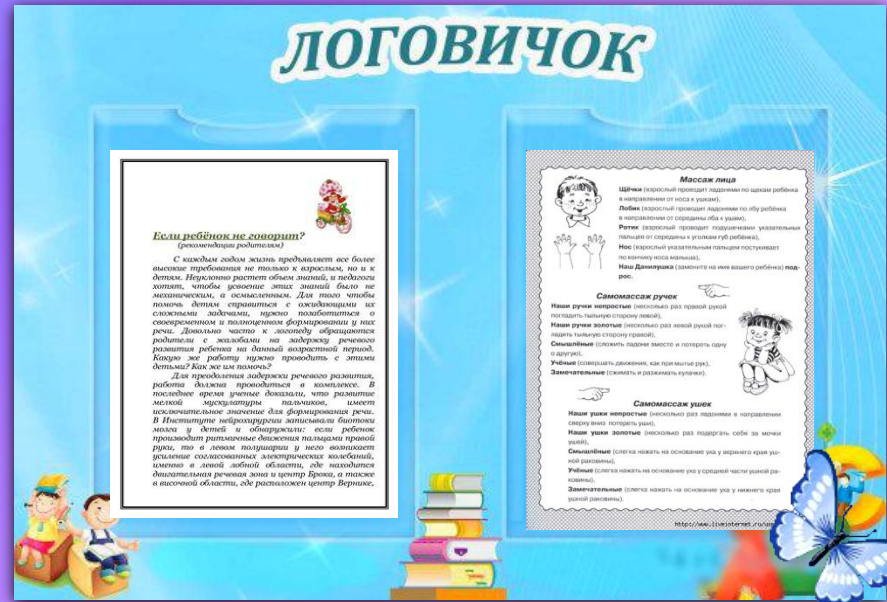 ЛОГОВИЧОК
Если ребёнок не говорит?
(рекомендации родителям)
С каждым годом жизнь предъявляет все более
высокие требования не только к взрослым, но и к
детям. Неуклонно растет объем знаний, и педагоги
хотят, чтобы усвоение этих знаний было не
механическим, а осмысленным. Для того чтобы
помочь детям справиться с ожидающими их
сложными задачами, нужно позаботиться о
своевременном и полноценном формировании у них
речи. Довольно часто к логопеду обращаются
родители с жалобами на задержку речевого
развития ребенка на данный возрастной период.
Какую же работу нужно проводить с этими
детьми? Как же им помочь?
Для преодоления задержки речевого развития,
работа должна проводиться в комплексе. В
последнее время ученые доказали, что развитие
мелкой мускулатуры пальчиков, имеет
исключительное значение для формирования речи.
В Институте нейрохирургии записывали биотоки
мозга у детей и обнаружили: если ребенок
производит ритмичные движения пальцами правой
руки, то в левом полушарии у него возникает
усиление согласованных электрических колебаний,
именно в левой лобной области, где находится
двигательная речевая зона и центр Брока, а также
в височной области, где расположен центр Вернике,
Массаж лица
Щёчки (взрослый проводит ладонями по щекам ребёнка
в направлении от носа к ушкам),
Лобик (взрослый проводит ладонями по лбу ребёнка
в направлении от середины лба к ушам),
Ротик (взрослый проводит подушечками указательных
пальцев от середины к уголкам губ ребёнка),
Нос (взрослый указательным пальцем постукивает
по кончику носа малыша),
Наш Данилушка (замените на имя вашего ребёнка) под-
рос.
Самомассаж ручек
Наши ручки непростые (несколько раз правой рукой
погладить тыльную сторону левой),
Наши ручки золотые (несколько раз левой рукой пог-
ладить тыльную сторону правой),
Смышлёные (сложить ладони вместе и потереть одну
о другую),
Учёные (совершать движения, как при мытье рук),
Замечательные (сжимать и разжимать кулачки).
Самомассаж ушек
Наши ушки непростые (несколько раз ладонями в направлении
сверху вниз потереть уши),
Наши ушки золотые (несколько раз подергать себя за мочки
ушей),
Смышлёные (слегка нажать на основание уха у верхнего края уш-
ной раковины),
Учёные (слегка нажать на основание уха у средней части ушной ра-
ковины),
Замечательные (слегка нажать на основание уха у нижнего края
ушной раковины).
http://www.liveinternet.ru/us